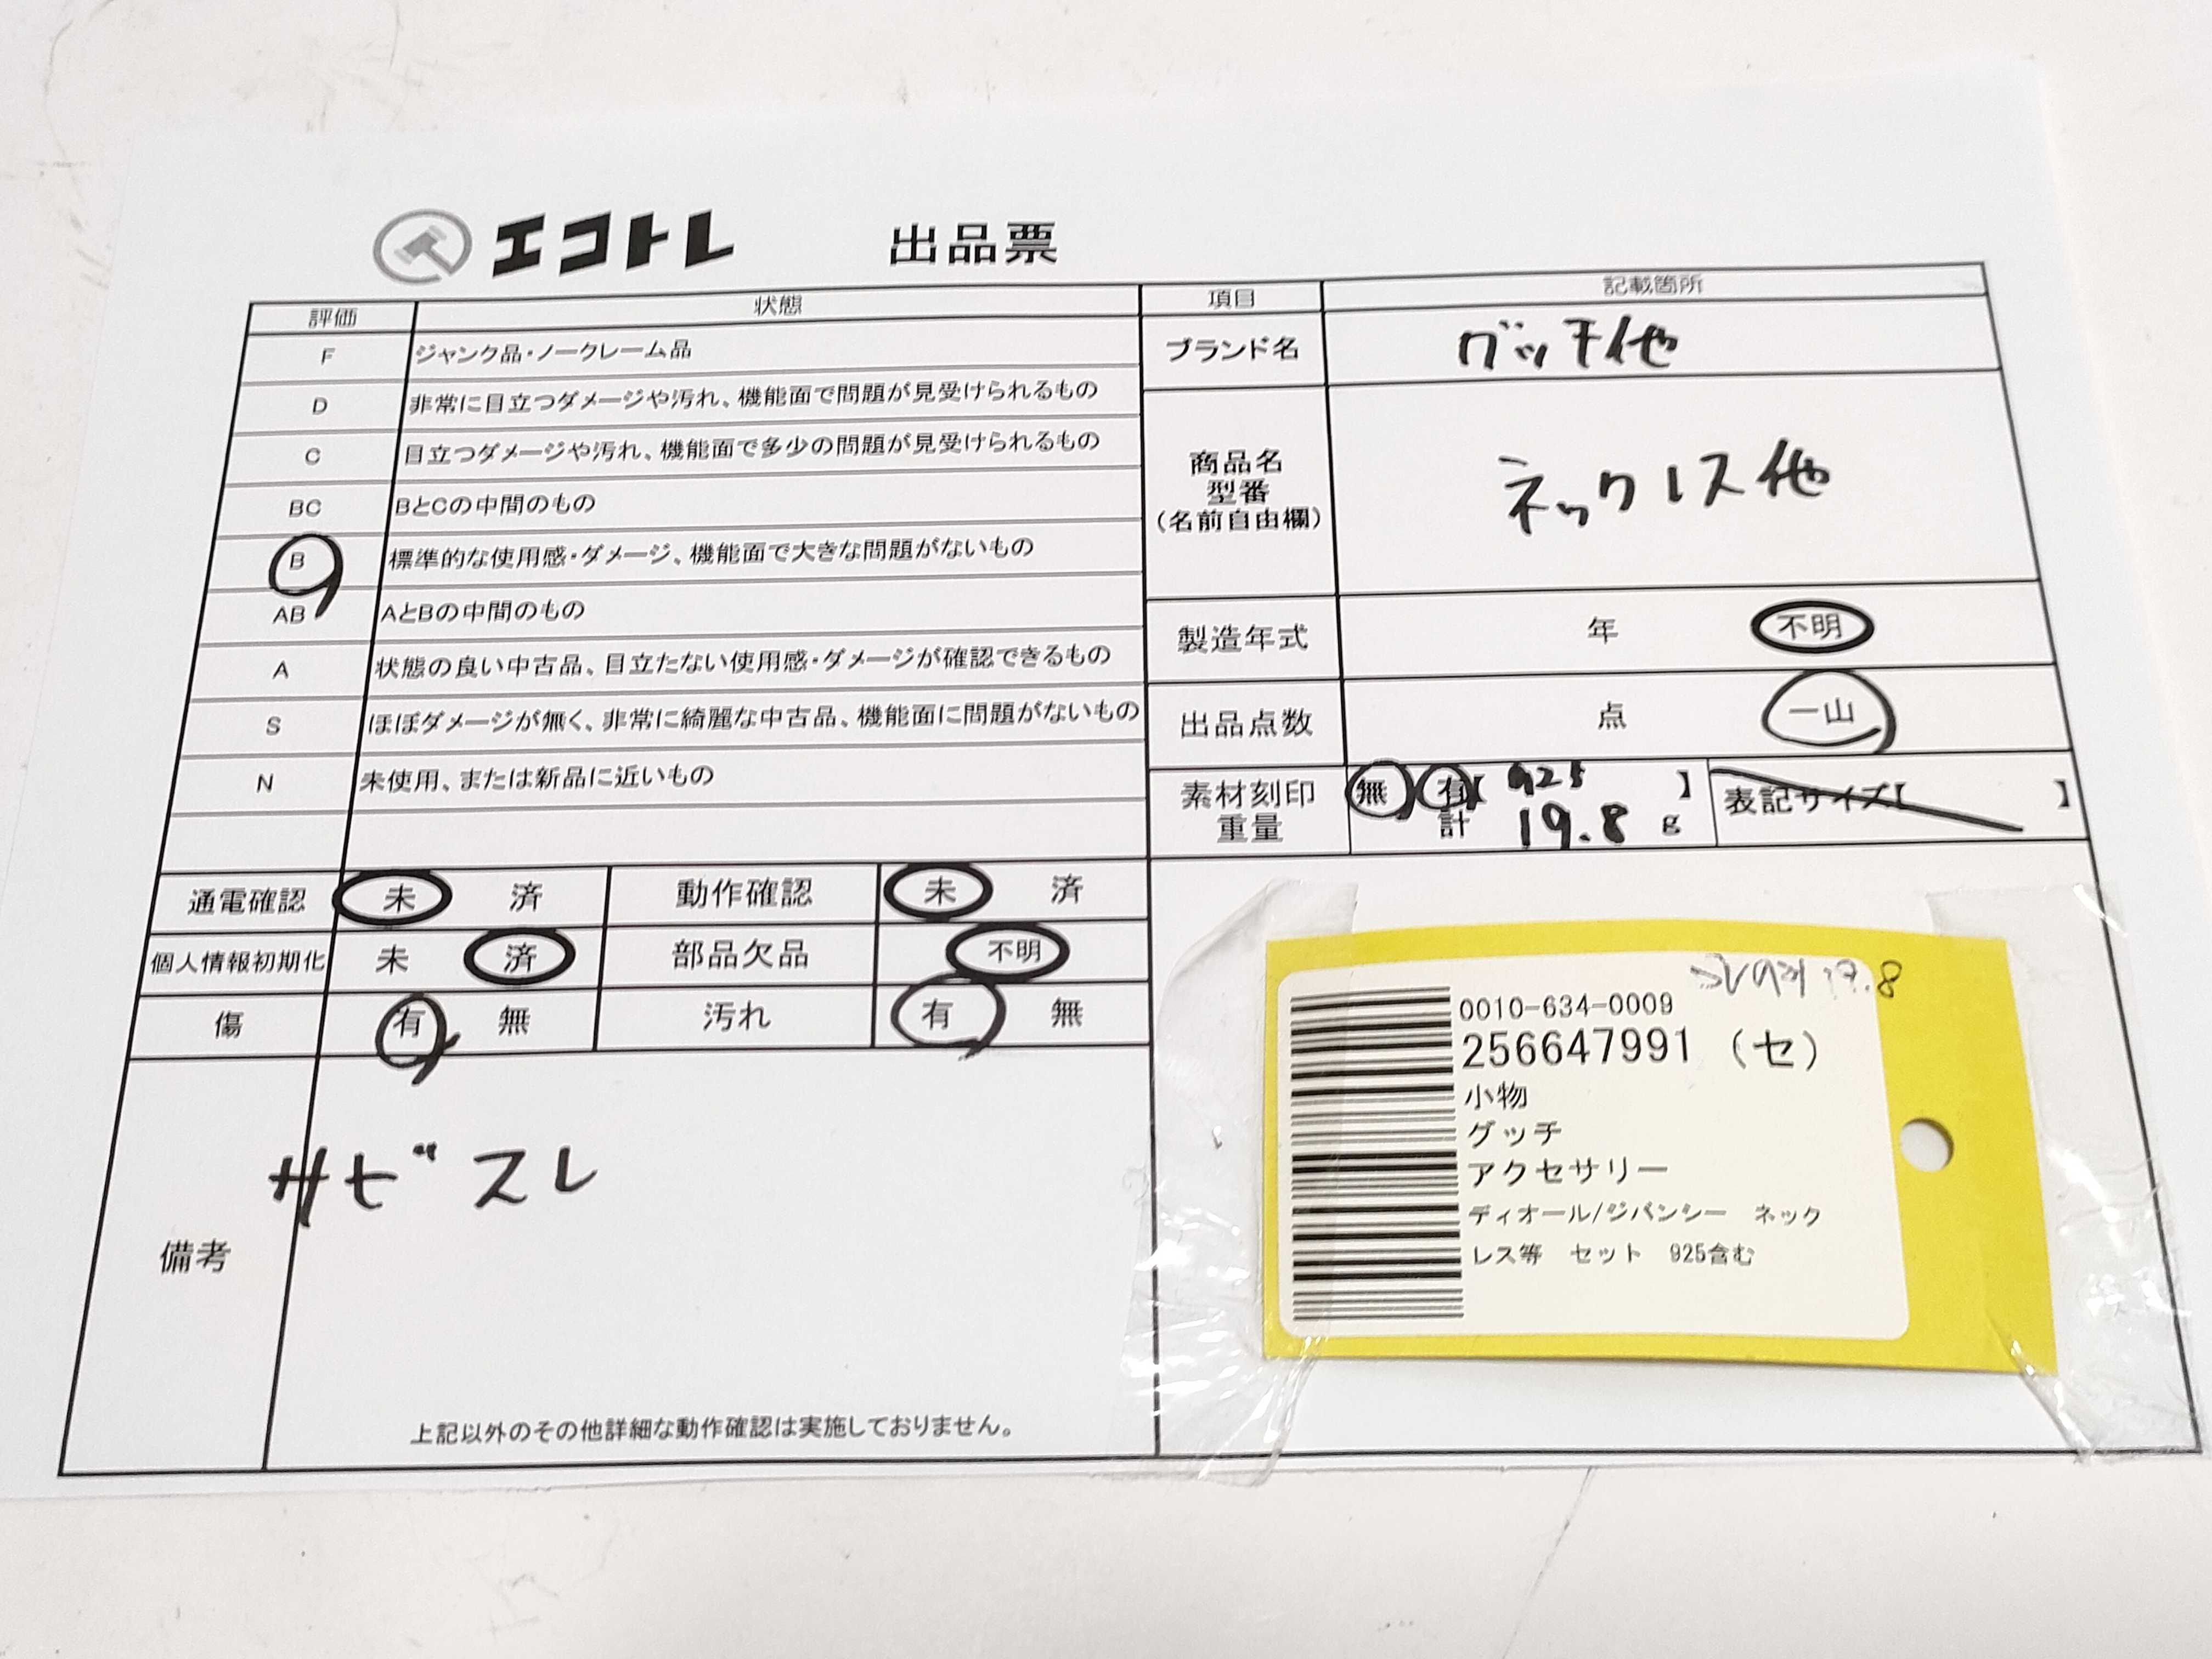 エコトレ 出品票
評価 状態
F ジャンク品・ノークレーム品
D 非常に目立つダメージや汚れ、機能面で問題が見受けられるもの
C 目立つダメージや汚れ、機能面で多少の問題が見受けられるもの
BC BとCの中間のもの
B 標準的な使用感・ダメージ、機能面で大きな問題がないもの
AB AとBの中間のもの
A 状態の良い中古品、目立たない使用感・ダメージが確認できるもの
S ほぼダメージが無く、非常に綺麗な中古品、機能面に問題がないもの
N 未使用、または新品に近いもの
項目 記載箇所
ブランド名 グッチ他
商品名
型番
(名前自由欄)
ネックレス他
製造年式 年 不明
出品点数 点 一山
素材刻印 無 有【 925 】 表記サイズ【 】
重量 計 19.8 g
通電確認 未 済 動作確認 未 済
個人情報初期化 未 済 部品欠品 不明
傷 有 無 汚れ 有 無
備考
サビ スレ
上記以外のその他詳細な動作確認は実施しておりません。
0010-634-0009
256647991 (セ)
小物
グッチ
アクセサリー
ディオール/ジバンシー ネック
レス等 セット 925含む